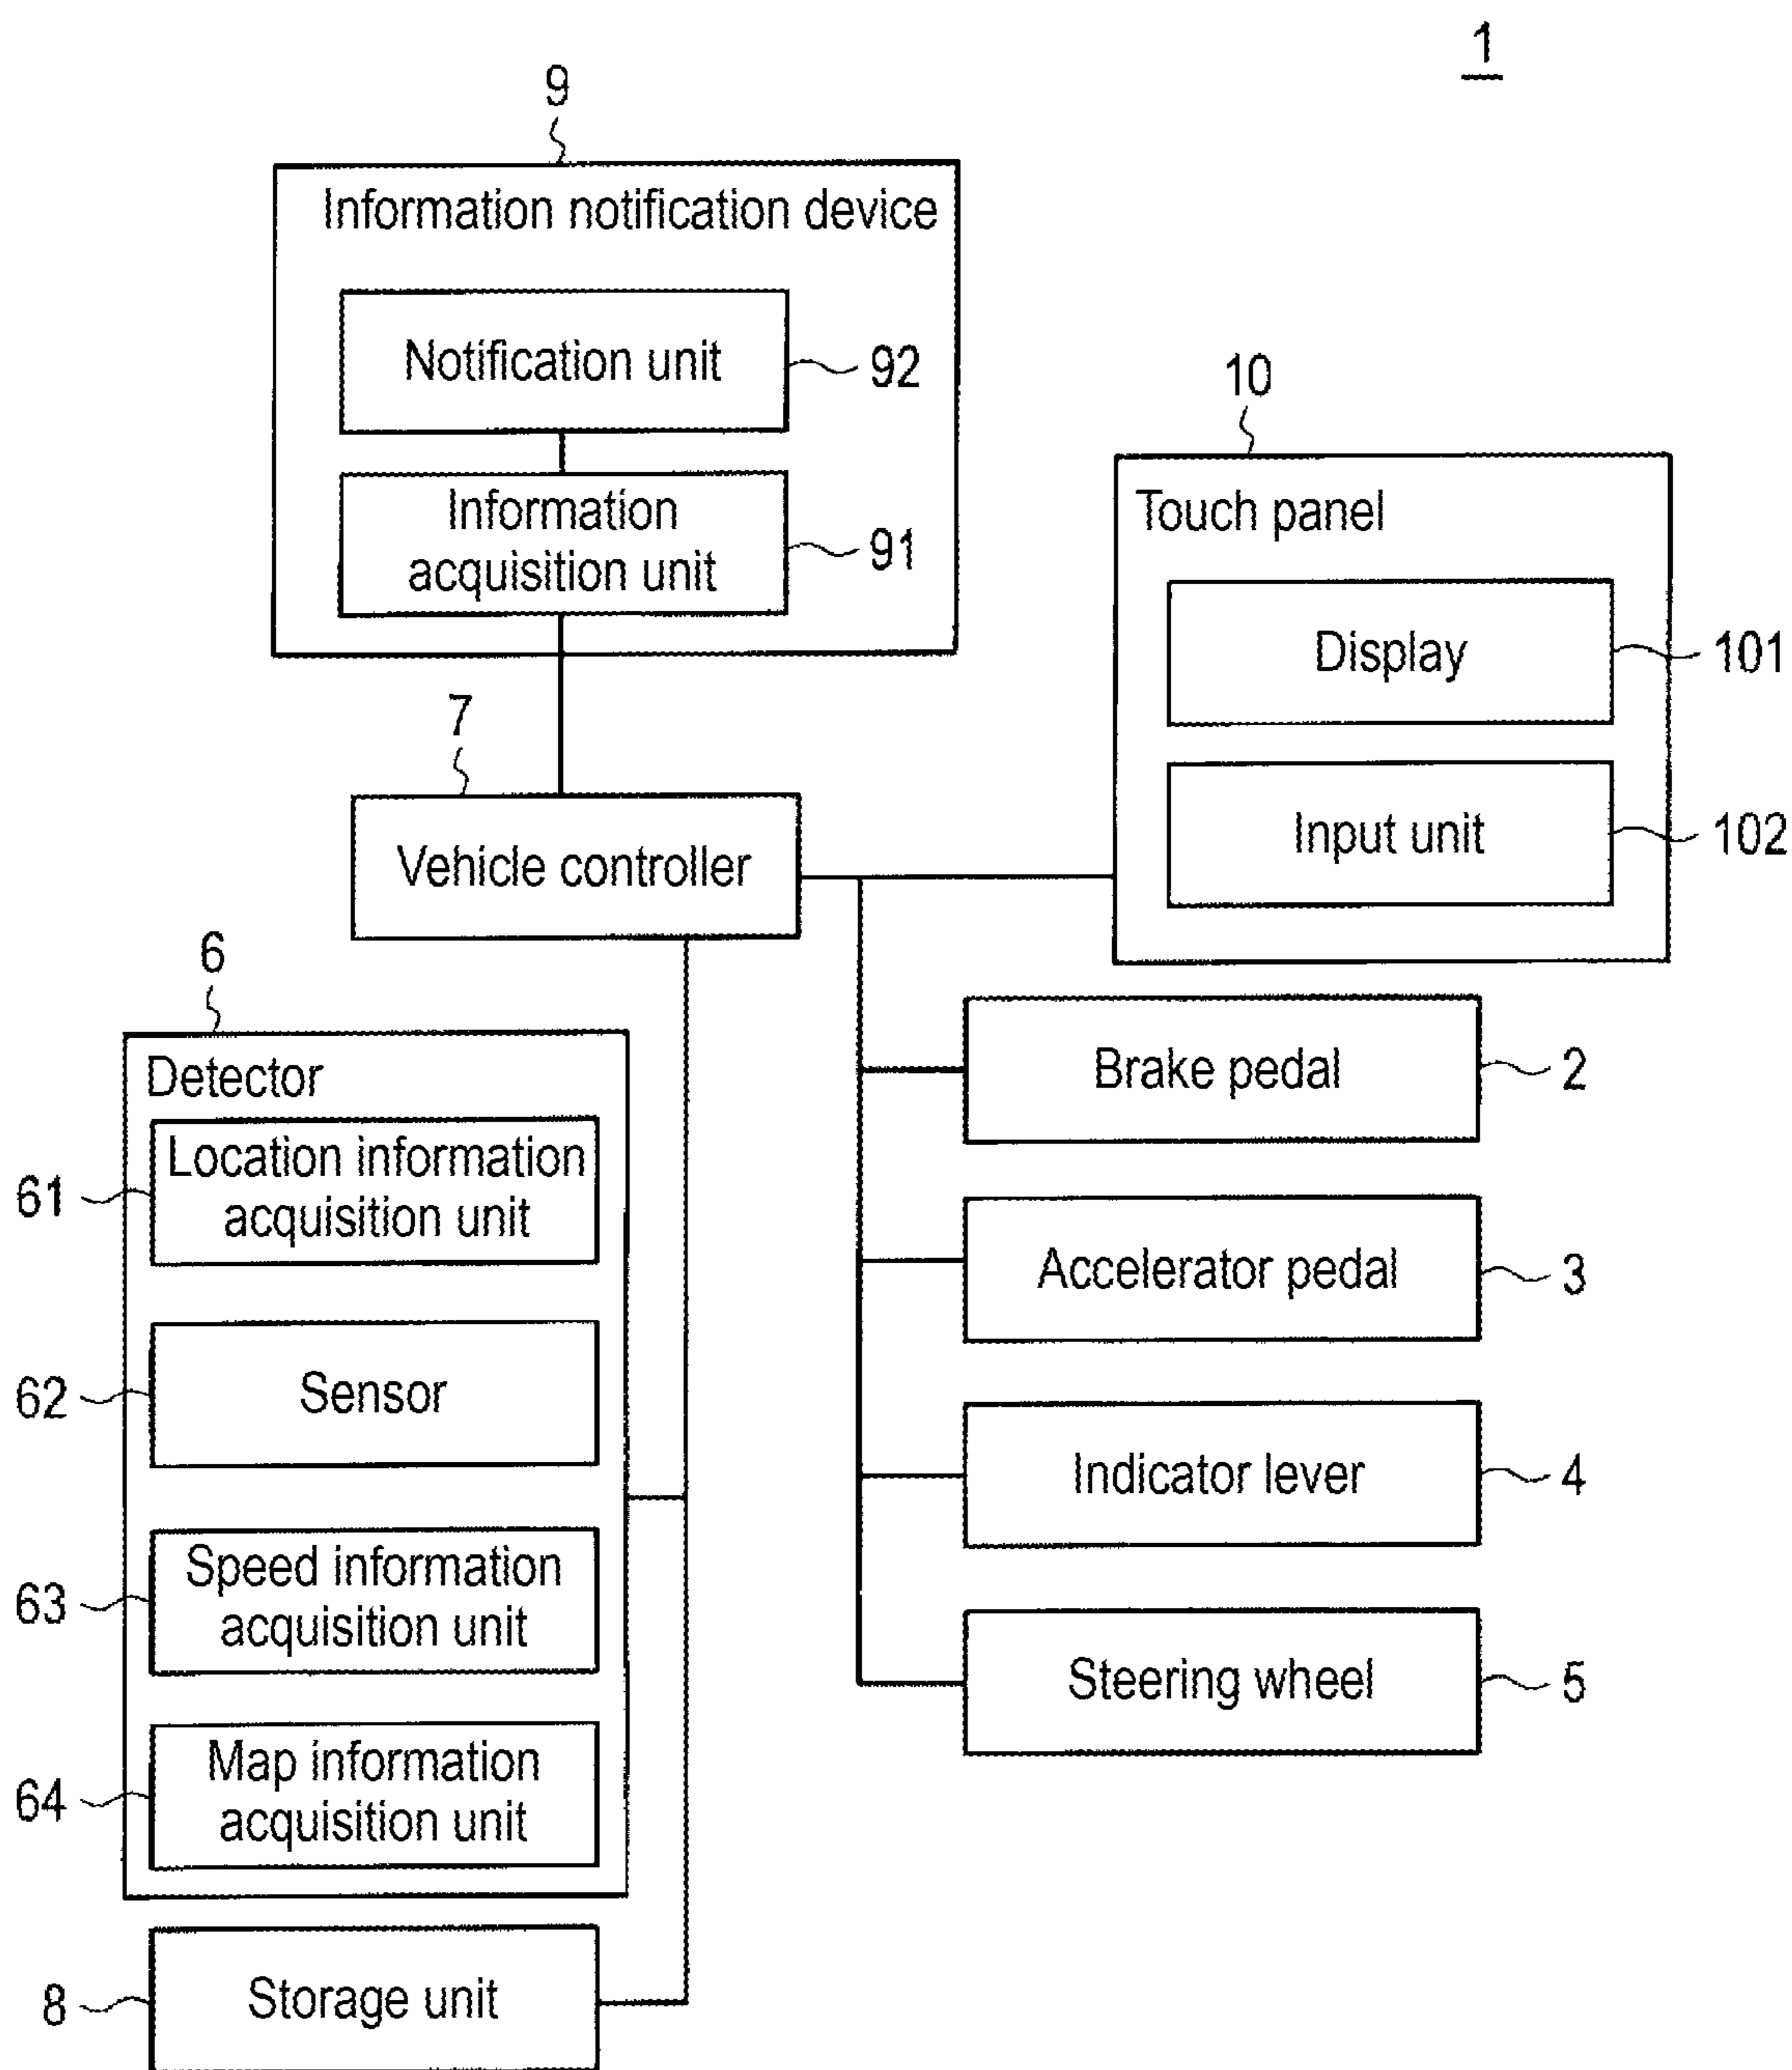 1
9
Information notification device
Notification unit
92
Information
acquisition unit
91
10
Touch panel
Display
101
Input unit
102
7
Vehicle controller
6
Detector
Location information
acquisition unit
61
Sensor
62
Speed information
acquisition unit
63
Map information
acquisition unit
64
Storage unit
8
Brake pedal
2
Accelerator pedal
3
Indicator lever
4
Steering wheel
5